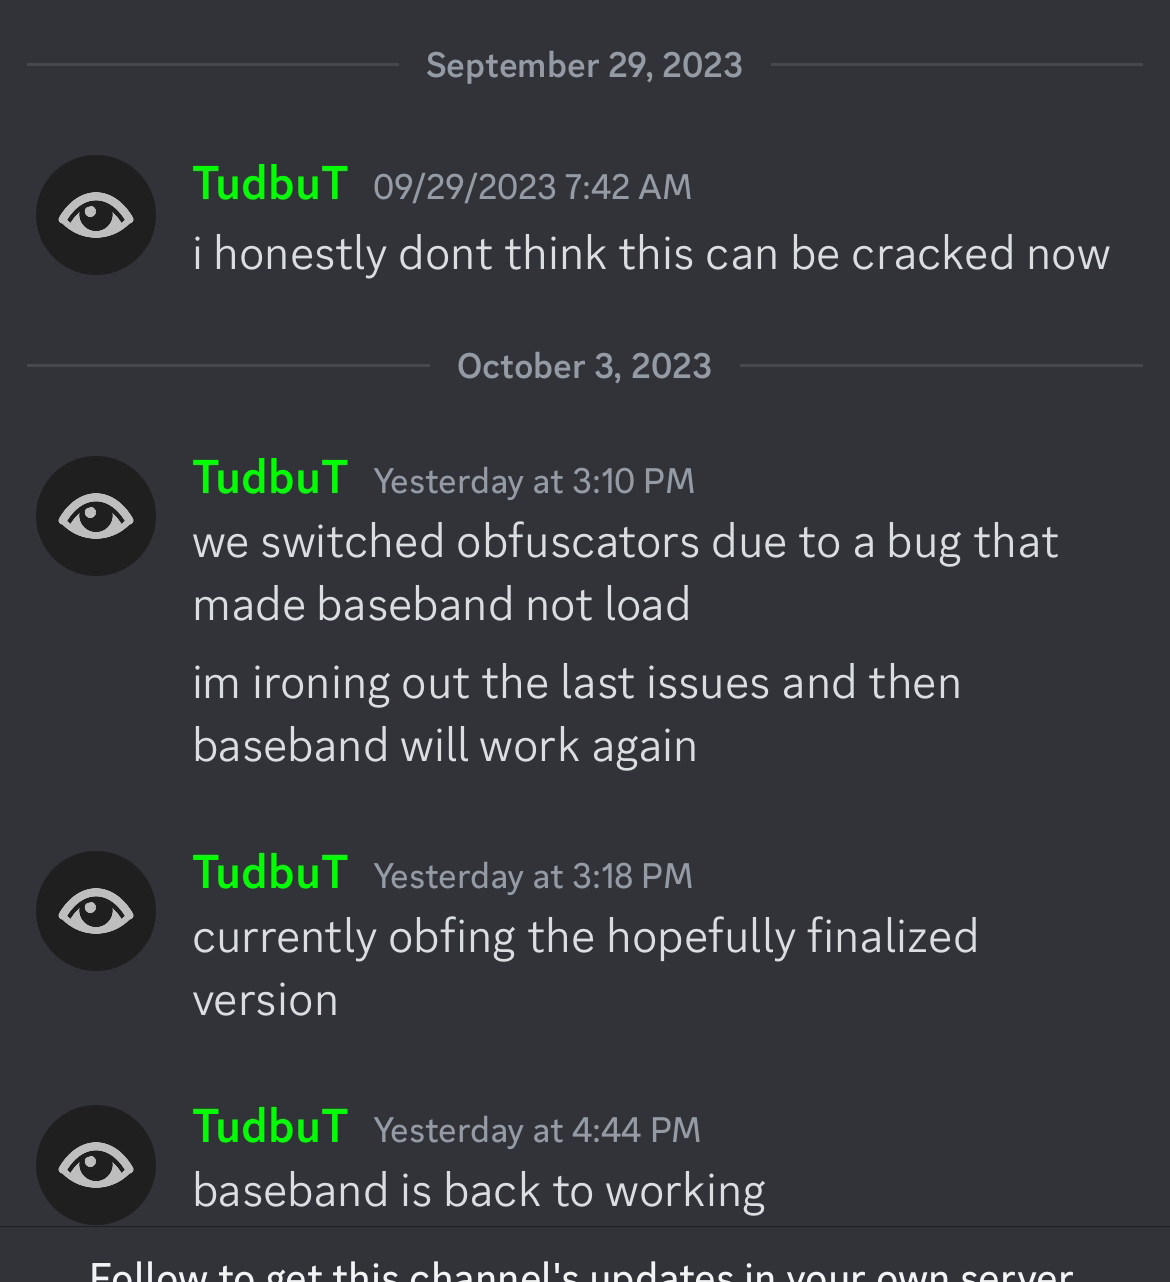 September 29, 2023
TudbuT 09/29/2023 7:42 AM
i honestly dont think this can be cracked now
October 3, 2023
TudbuT Yesterday at 3:10 PM
we switched obfuscators due to a bug that
made baseband not load
im ironing out the last issues and then
baseband will work again
TudbuT Yesterday at 3:18 PM
currently obfing the hopefully finalized
version
TudbuT Yesterday at 4:44 PM
baseband is back to working
Follow to get this channel's updates in your own server